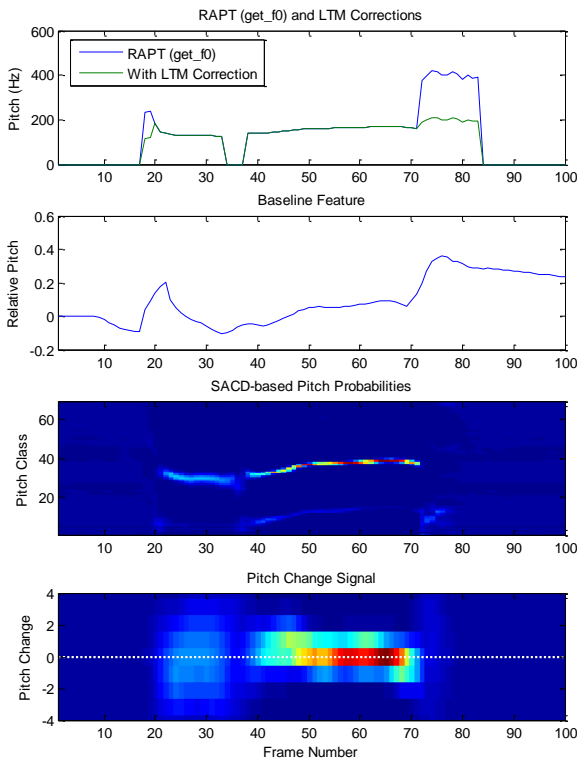 RAPT (get_f0) and LTM Corrections
Pitch (Hz)
600
400
200
0
RAPT (get_f0)
With LTM Correction
10 20 30 40 50 60 70 80 90 100
Baseline Feature
Relative Pitch
0.6
0.4
0.2
0
-0.2
10 20 30 40 50 60 70 80 90 100
SACD-based Pitch Probabilities
Pitch Class
60
40
20
10 20 30 40 50 60 70 80 90 100
Pitch Change Signal
Pitch Change
4
2
0
-2
-4
10 20 30 40 50 60 70 80 90 100
Frame Number